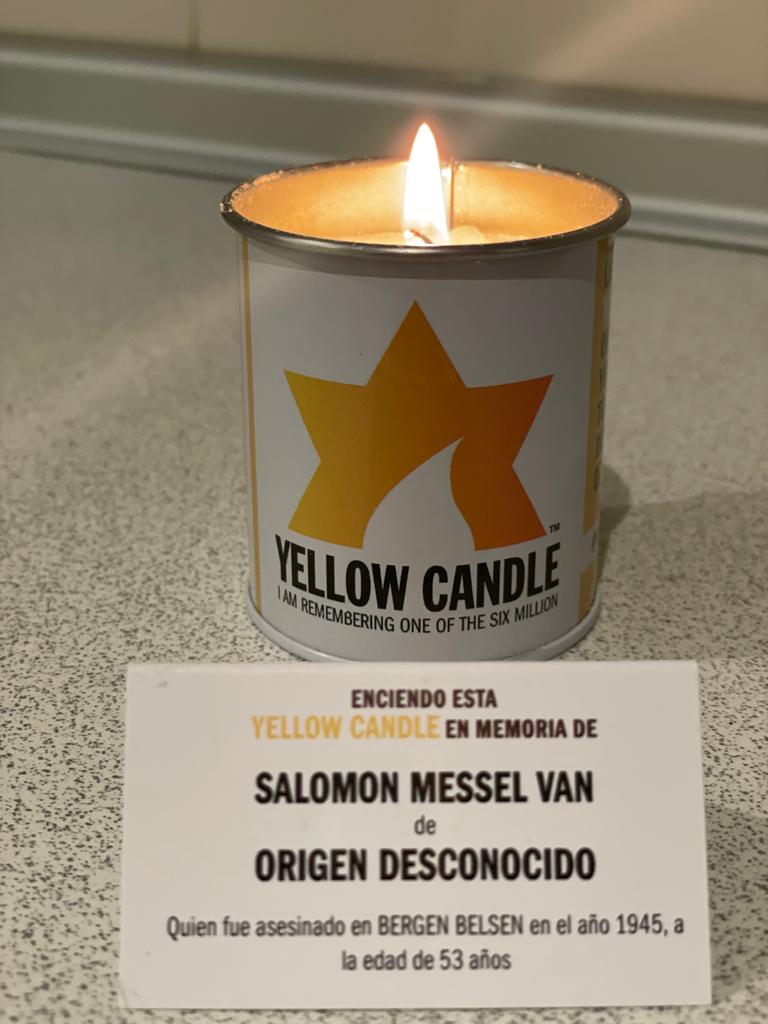 YELLOW CANDLE™
I AM REMEMBERING ONE OF THE SIX MILLION
ENCIENDO ESTA
YELLOW CANDLE EN MEMORIA DE
SALOMON MESSEL VAN
de
ORIGEN DESCONOCIDO
Quien fue asesinado en BERGEN BELSEN en el año 1945, a
la edad de 53 años